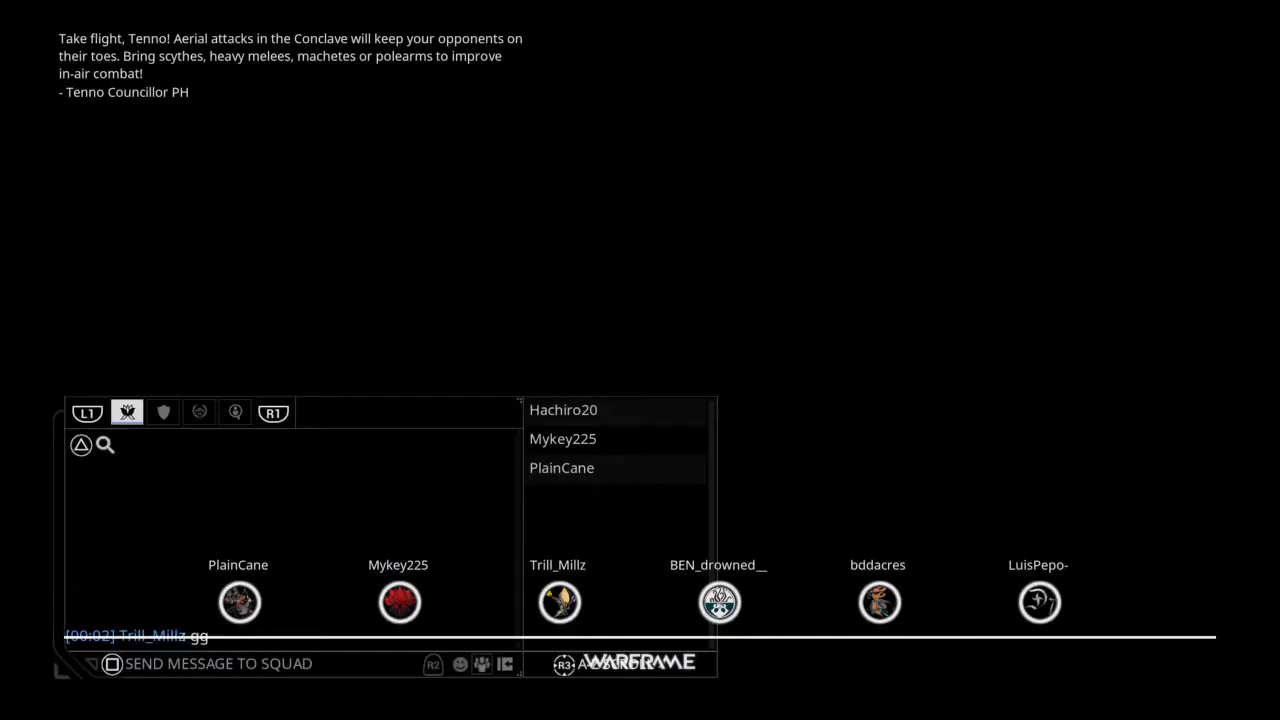 Take flight, Tenno! Aerial attacks in the Conclave will keep your opponents on
their toes. Bring scythes, heavy melees, machetes or polearms to improve
in-air combat!
- Tenno Councillor PH
L1
R1
Hachiro20
Mykey225
PlainCane
PlainCane
Mykey225
Trill_Millz
BEN_drowned__
bddacres
LuisPepo-
[00:02] Trill_Millz gg
SEND MESSAGE TO SQUAD
R2
R3
WARFRAME